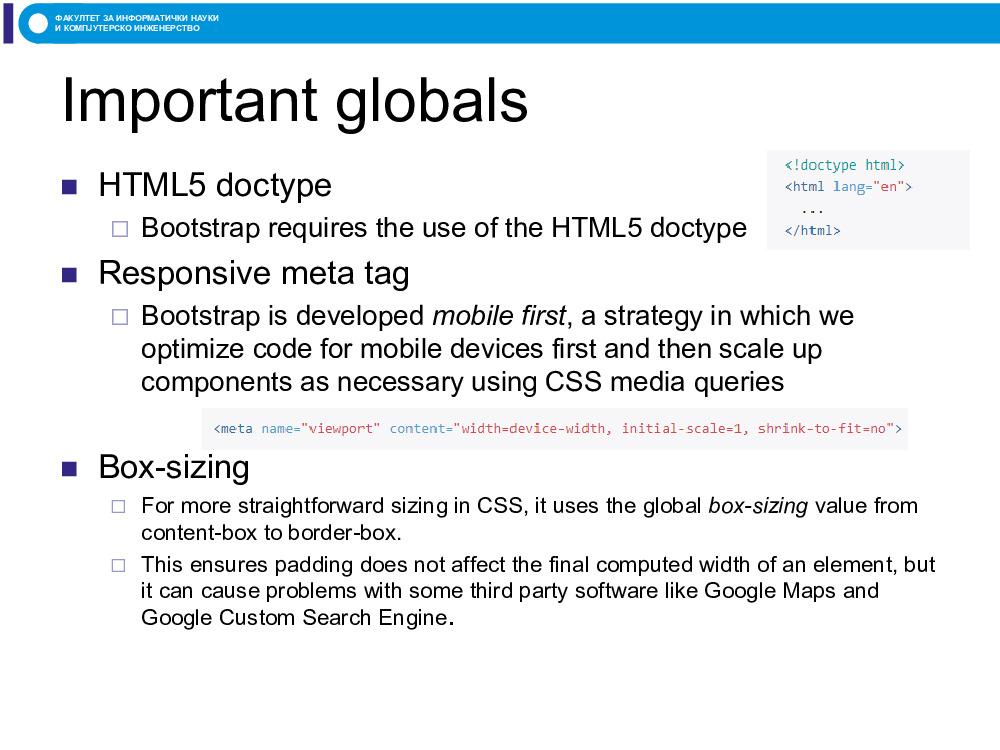 ФАКУЛТЕТ ЗА ИНФОРМАТИЧКИ НАУКИ
И КОМПЈУТЕРСКО ИНЖЕНЕРСТВО
Important globals
HTML5 doctype
Bootstrap requires the use of the HTML5 doctype
<!doctype html>
<html lang="en">
...
</html>
Responsive meta tag
Bootstrap is developed mobile first, a strategy in which we
optimize code for mobile devices first and then scale up
components as necessary using CSS media queries
<meta name="viewport" content="width=device-width, initial-scale=1, shrink-to-fit=no">
Box-sizing
For more straightforward sizing in CSS, it uses the global box-sizing value from
content-box to border-box.
This ensures padding does not affect the final computed width of an element, but
it can cause problems with some third party software like Google Maps and
Google Custom Search Engine.